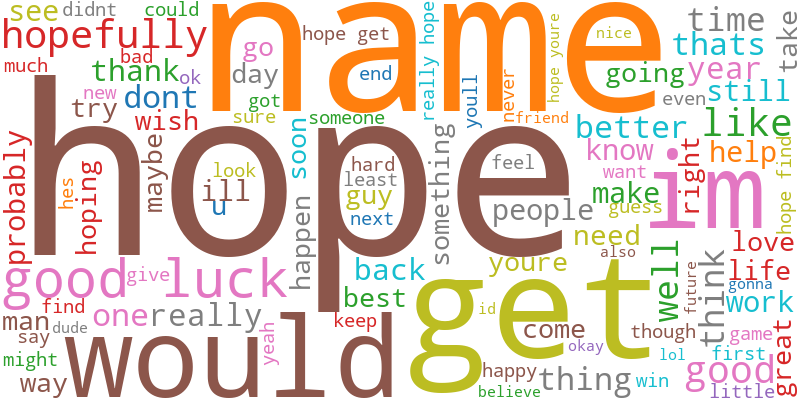 see
didnt
could
hopefully
name
hope get
nice
time
take
much
bad
go
really hope
hope youre
thats
thank
ok
day
end
youll
never
going
year
new
dont
got
even
still
try
sure
someone
friend
wish
soon
better
like
probably
hes
hoping
maybe
hope
look
ill
u
hard
least
guy
next
something
feel
people
know
want
make
guess
right
help
hope find
im
need
love
good luck
give
happen
back
best
youre
also
well
think
life
future
gonna
work
find
one
really
would
get
id
man
say
dude
yeah
keep
come
though
game
first
great
might
way
okay
lol
happy
believe
thing
win
good
little